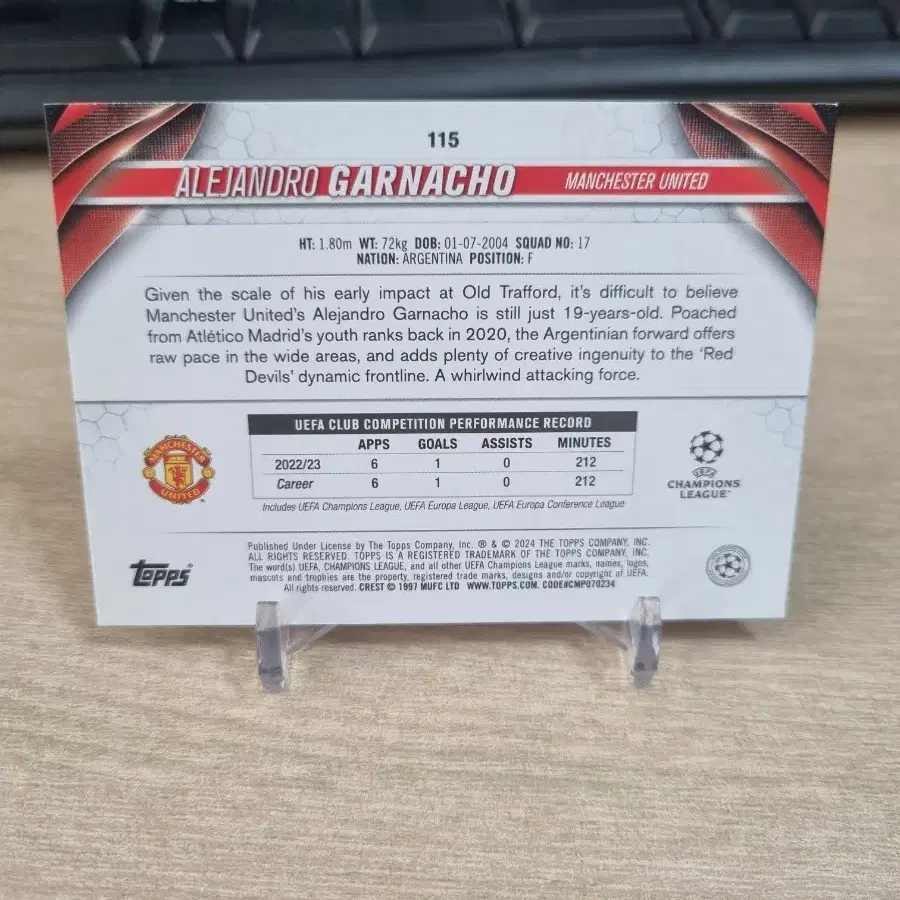 115
ALEJANDRO GARNACHO MANCHESTER UNITED
HT: 1.80m WT: 72kg DOB: 01-07-2004 SQUAD NO: 17
NATION: ARGENTINA POSITION: F
Given the scale of his early impact at Old Trafford, it's difficult to believe
Manchester United's Alejandro Garnacho is still just 19-years-old. Poached
from Atlético Madrid's youth ranks back in 2020, the Argentinian forward offers
raw pace in the wide areas, and adds plenty of creative ingenuity to the 'Red
Devils' dynamic frontline. A whirlwind attacking force.
UEFA CLUB COMPETITION PERFORMANCE RECORD
APPS GOALS ASSISTS MINUTES
2022/23 6 1 0 212
Career 6 1 0 212
Includes UEFA Champions League, UEFA Europa League, UEFA Europa Conference League
MANCHESTER
UNITED
UEFA
CHAMPIONS
LEAGUE
Topps
Published Under License by The Topps Company, Inc. ® & © 2024 THE TOPPS COMPANY, INC.
ALL RIGHTS RESERVED. TOPPS IS A REGISTERED TRADEMARK OF THE TOPPS COMPANY, INC.
The word(s) UEFA, CHAMPIONS LEAGUE, and all other UEFA Champions League marks, names, logos,
mascots and trophies are the property, registered trade marks, designs and/or copyright of UEFA.
All rights reserved. CREST © 1997 MUFC LTD WWW.TOPPS.COM. CODE#CMP070234